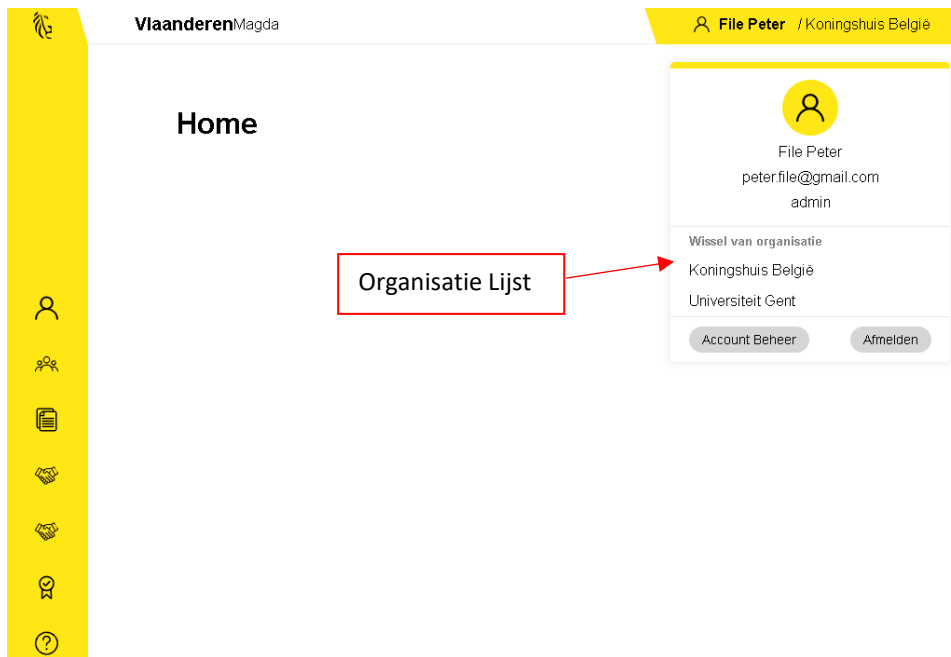 VlaanderenMagda
File Peter / Koningshuis België
Home
File Peter
peter.file@gmail.com
admin
Wissel van organisatie
Organisatie Lijst
Koningshuis België
Universiteit Gent
Account Beheer
Afmelden